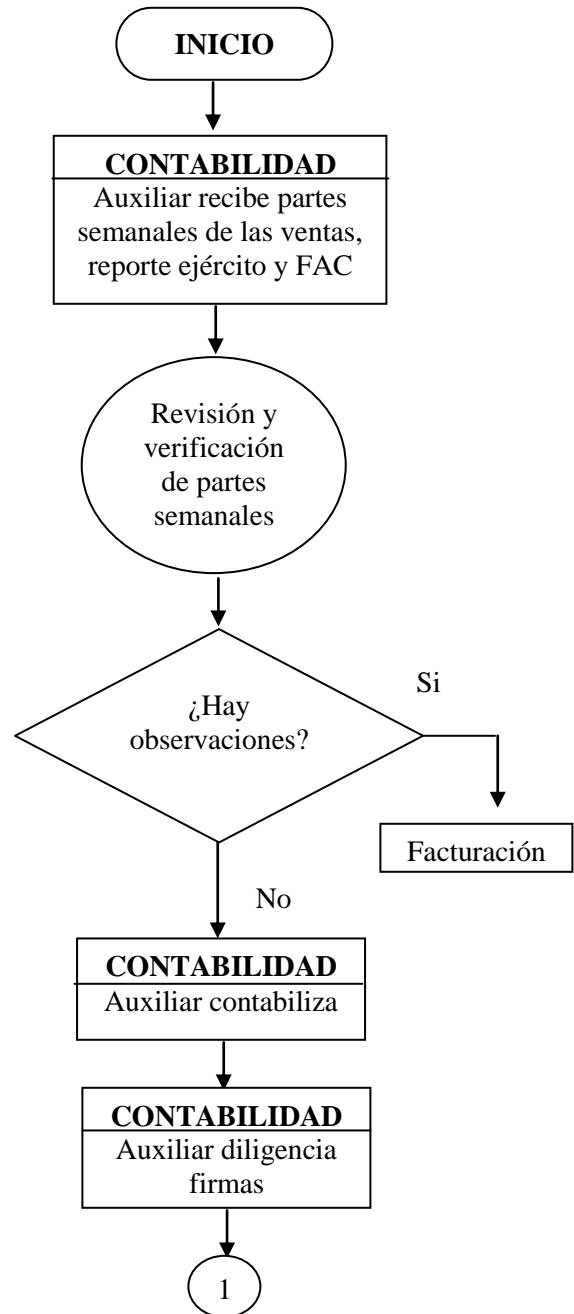 INICIO
CONTABILIDAD
Auxiliar recibe partes
semanales de las ventas,
reporte ejército y FAC
Revisión y
verificación
de partes
semanales
¿Hay
observaciones?
Si
Facturación
No
CONTABILIDAD
Auxiliar contabiliza
CONTABILIDAD
Auxiliar diligencia
firmas
1